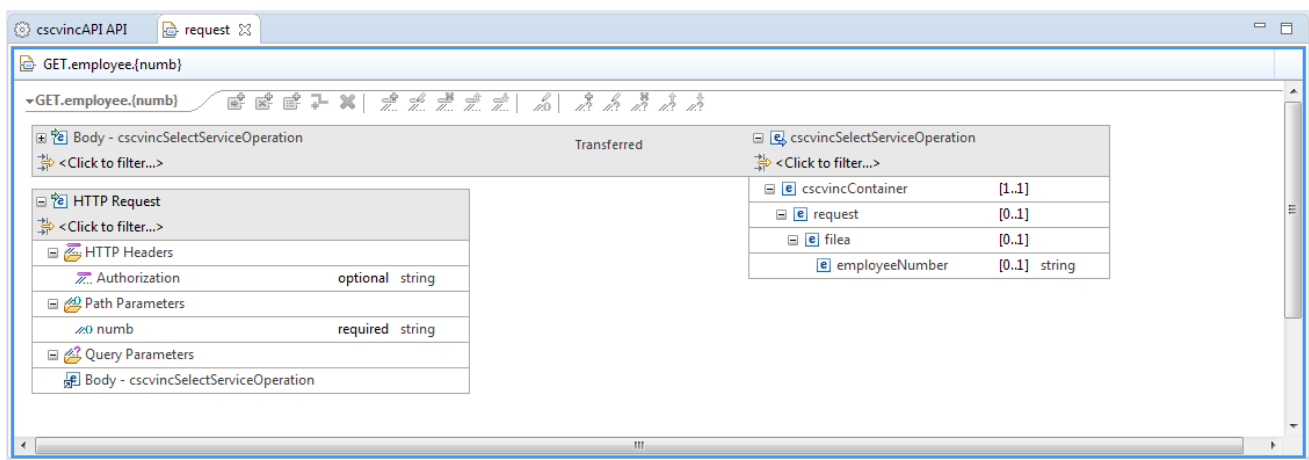 cscvincAPI API request
GET.employee.{numb}
GET.employee.{numb}
Body - cscvincSelectServiceOperation Transferred cscvincSelectServiceOperation
<Click to filter...> <Click to filter...>
cscvincContainer [1..1]
HTTP Request
request [0..1]
<Click to filter...>
filea [0..1]
HTTP Headers
employeeNumber [0..1] string
Authorization optional string
Path Parameters
numb required string
Query Parameters
Body - cscvincSelectServiceOperation